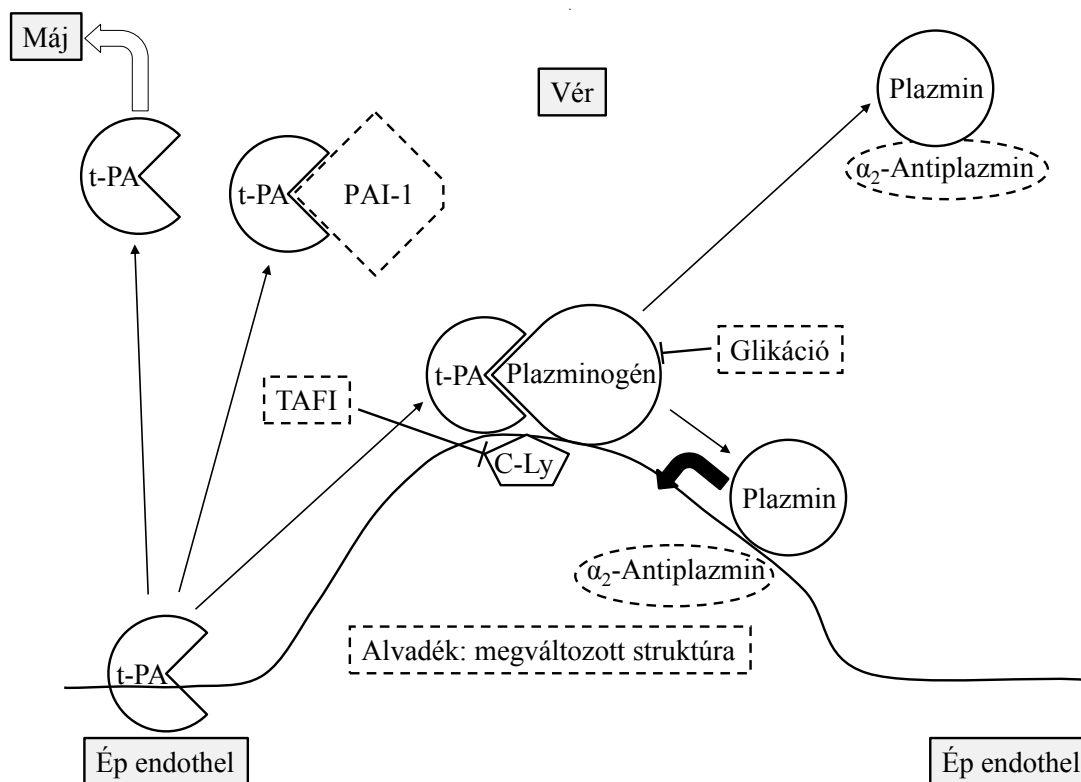 Máj
Vér
Plazmin
α₂-Antiplazmin
t-PA
t-PA
PAI-1
Glikáció
t-PA
Plazminogén
TAFI
C-Ly
Plazmin
α₂-Antiplazmin
Alvadék: megváltozott struktúra
t-PA
Ép endothel
Ép endothel